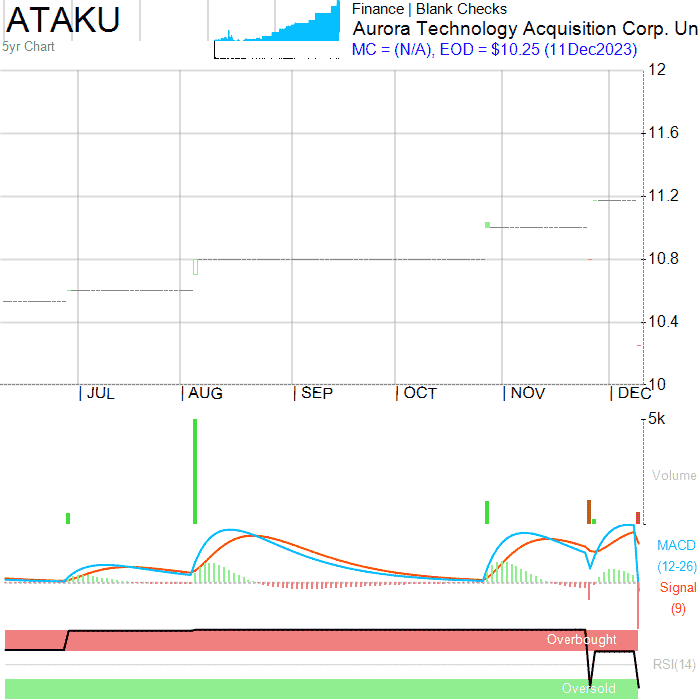 ATAKU
5yr Chart
Finance | Blank Checks
Aurora Technology Acquisition Corp. Un
MC = (N/A), EOD = $10.25 (11Dec2023)
12
11.6
11.2
10.8
10.4
10
| JUL | AUG | SEP | OCT | NOV | DEC
5k
Volume
MACD
(12-26)
Signal
(9)
Overbought
RSI(14)
Oversold